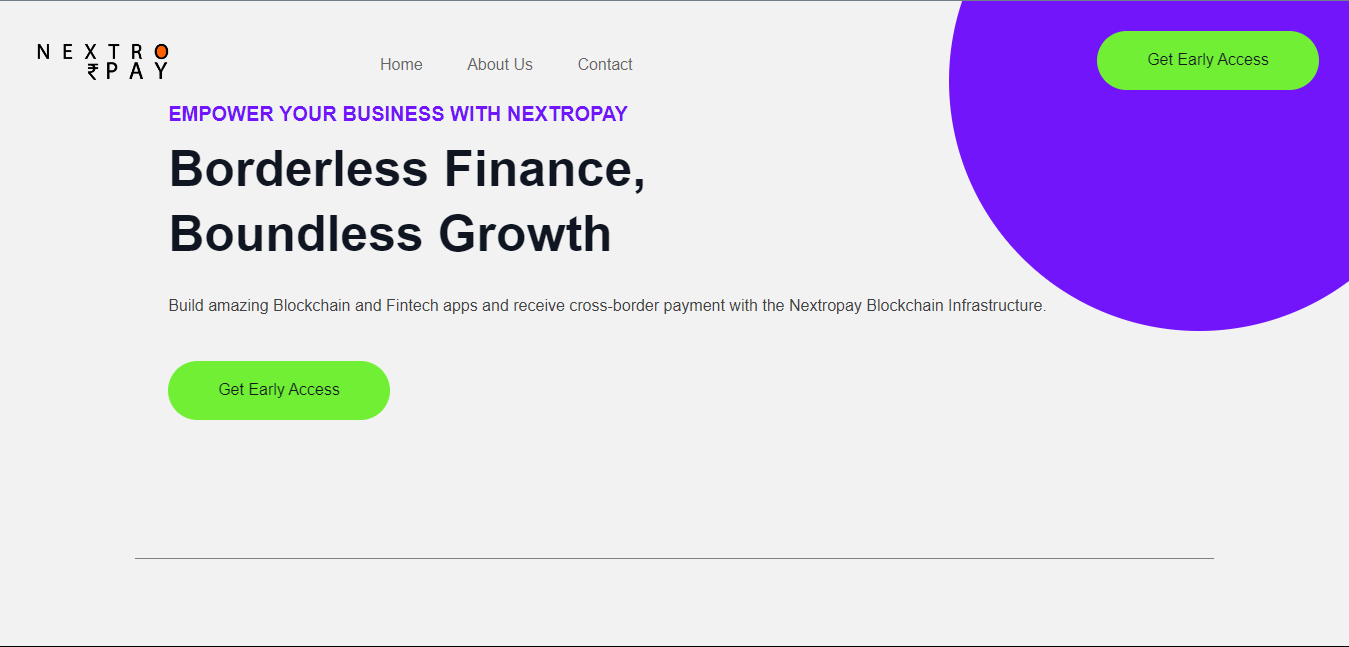 NEXTRO
₹PAY
Home About Us Contact
Get Early Access
EMPOWER YOUR BUSINESS WITH NEXTROPAY
Borderless Finance,
Boundless Growth
Build amazing Blockchain and Fintech apps and receive cross-border payment with the Nextropay Blockchain Infrastructure.
Get Early Access